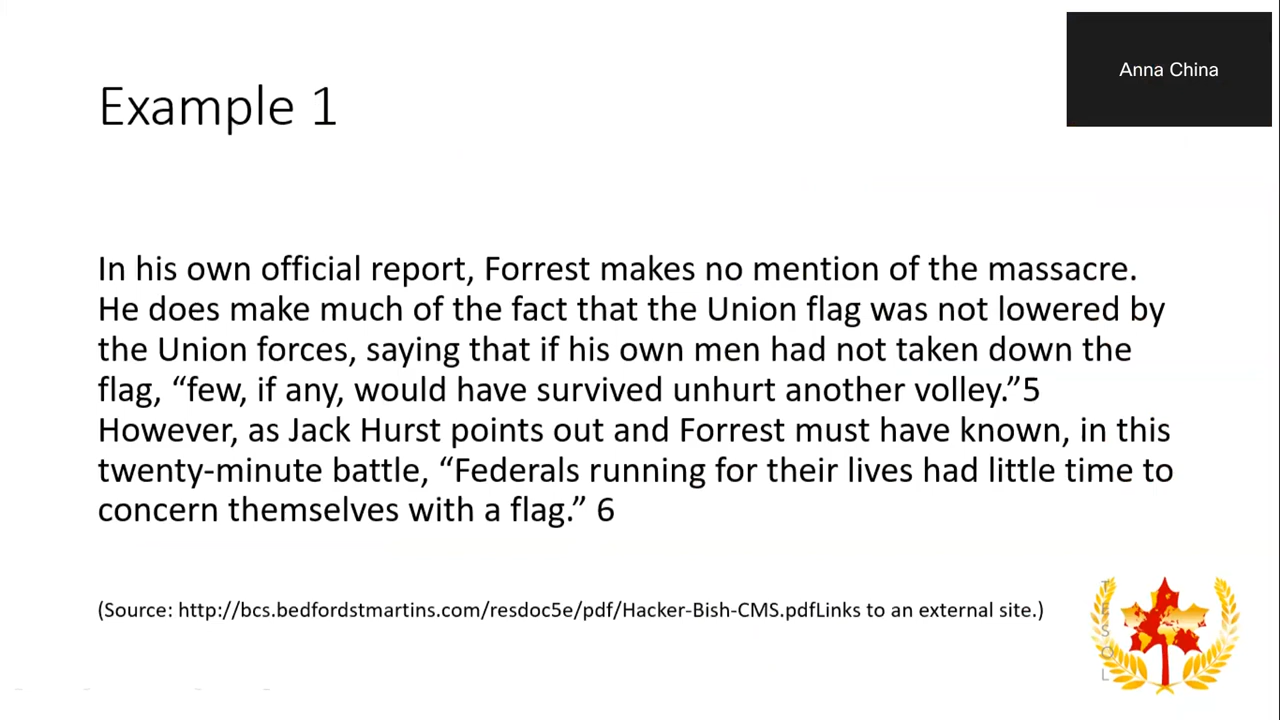 Anna China
Example 1
In his own official report, Forrest makes no mention of the massacre.
He does make much of the fact that the Union flag was not lowered by
the Union forces, saying that if his own men had not taken down the
flag, “few, if any, would have survived unhurt another volley.”5
However, as Jack Hurst points out and Forrest must have known, in this
twenty-minute battle, “Federals running for their lives had little time to
concern themselves with a flag.” 6
(Source: http://bcs.bedfordstmartins.com/resdoc5e/pdf/Hacker-Bish-CMS.pdfLinks to an external site.)
TESOL